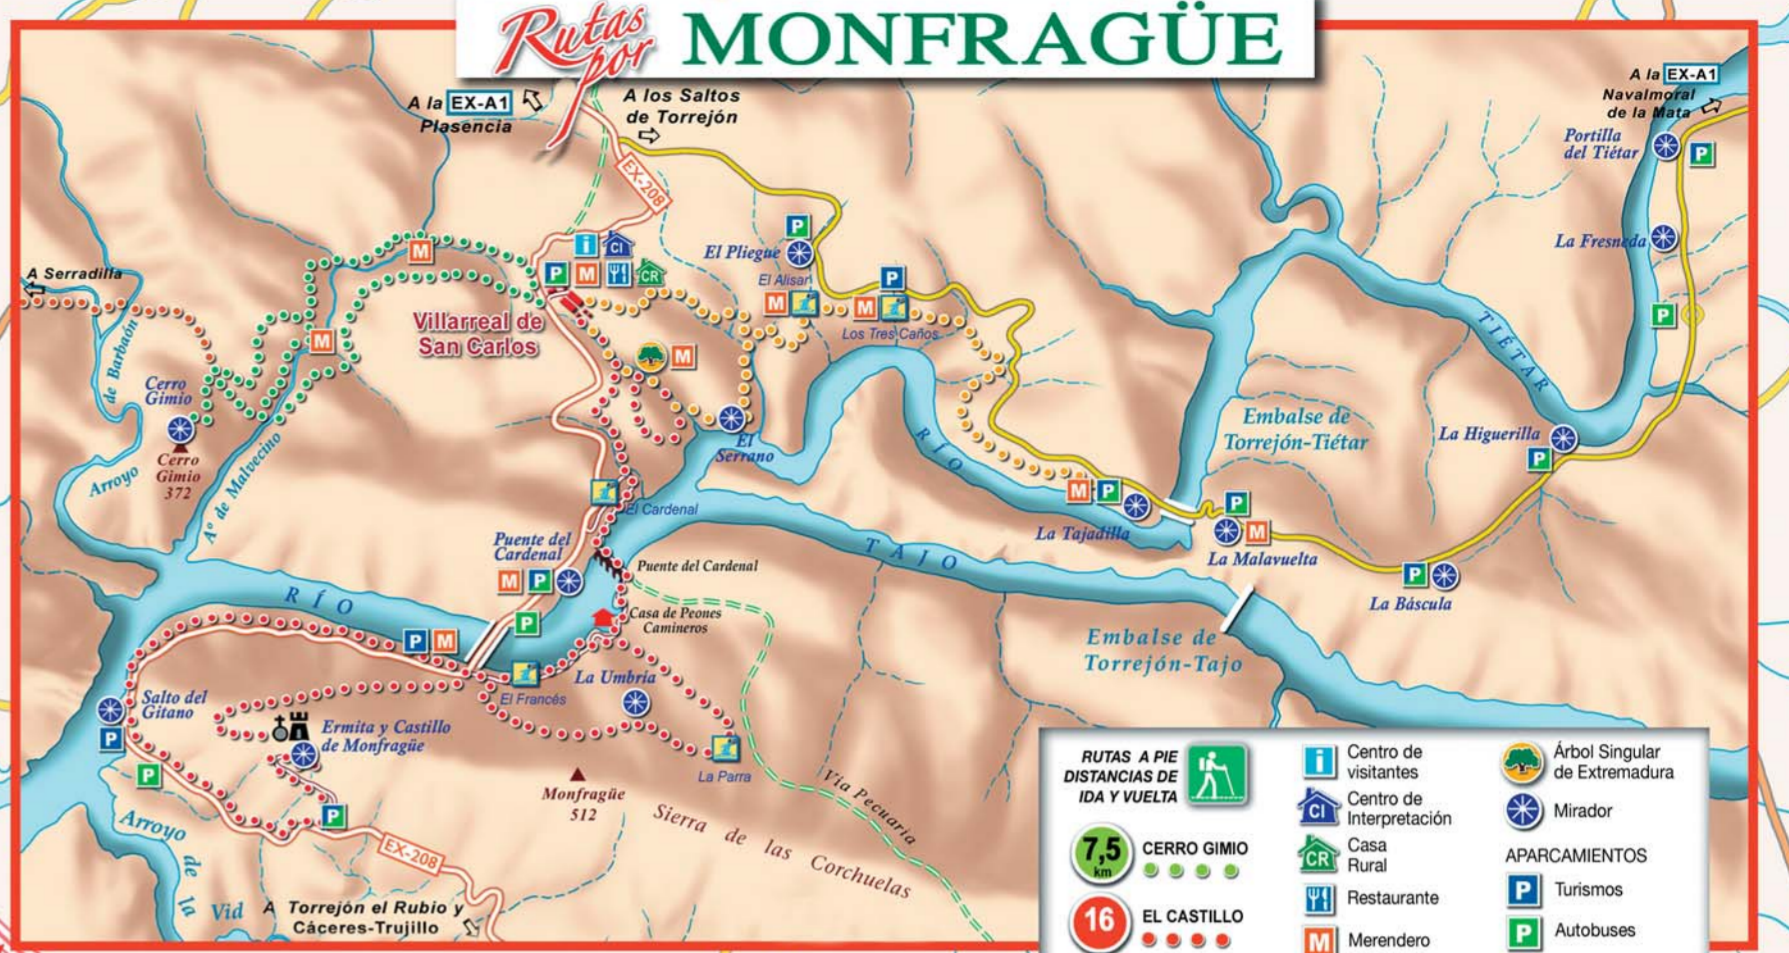 Rutas
por
MONFRAGÜE
A la EX-A1
Plasencia
A los Saltos
de Torrejón
A la EX-A1
Navalmoral
de la Mata
Portilla
del Tiétar
P
EX-208
i
CI
P
El Pliegue
La Fresneda
M
A Serradilla
P
M
CR
El Alisar
M
P
M
Los Tres Caños
P
TIÉTAR
Villarreal de
San Carlos
M
M
de Barbaón
Arroyo
Cerro
Gimio
Cerro
Gimio
372
Aº de Malvecino
El
Serrano
RÍO
Embalse de
Torrejón-Tiétar
La Higuerilla
P
El Cardenal
M
P
La Tajadilla
P
M
La Malavuelta
Puente del
Cardenal
M
P
Puente del Cardenal
TAJO
P
La Báscula
RÍO
P
Casa de Peones
Camineros
P
M
Embalse de
Torrejón-Tajo
El Francés
La Umbría
Salto del
Gitano
P
P
Ermita y Castillo
de Monfragüe
La Parra
Monfragüe
512
Sierra de las Corchuelas
Vía Pecuaria
P
EX-208
Arroyo
de
la
Vid
A Torrejón el Rubio y
Cáceres-Trujillo
RUTAS A PIE
DISTANCIAS DE
IDA Y VUELTA
7,5
km
CERRO GIMIO
16
EL CASTILLO
i
Centro de
visitantes
CI
Centro de
Interpretación
CR
Casa
Rural
Restaurante
M
Merendero
Árbol Singular
de Extremadura
Mirador
APARCAMIENTOS
P
Turismos
P
Autobuses